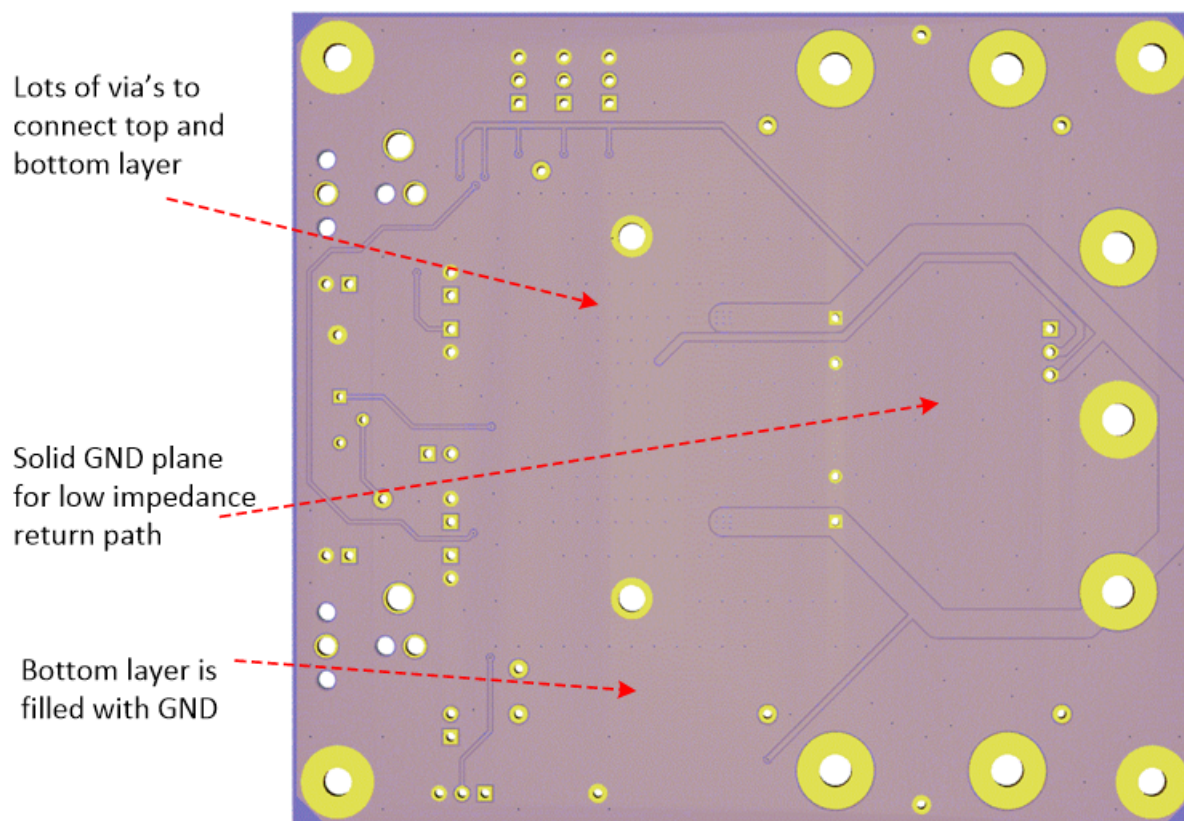 Lots of via's to
connect top and
bottom layer
Solid GND plane
for low impedance
return path
Bottom layer is
filled with GND